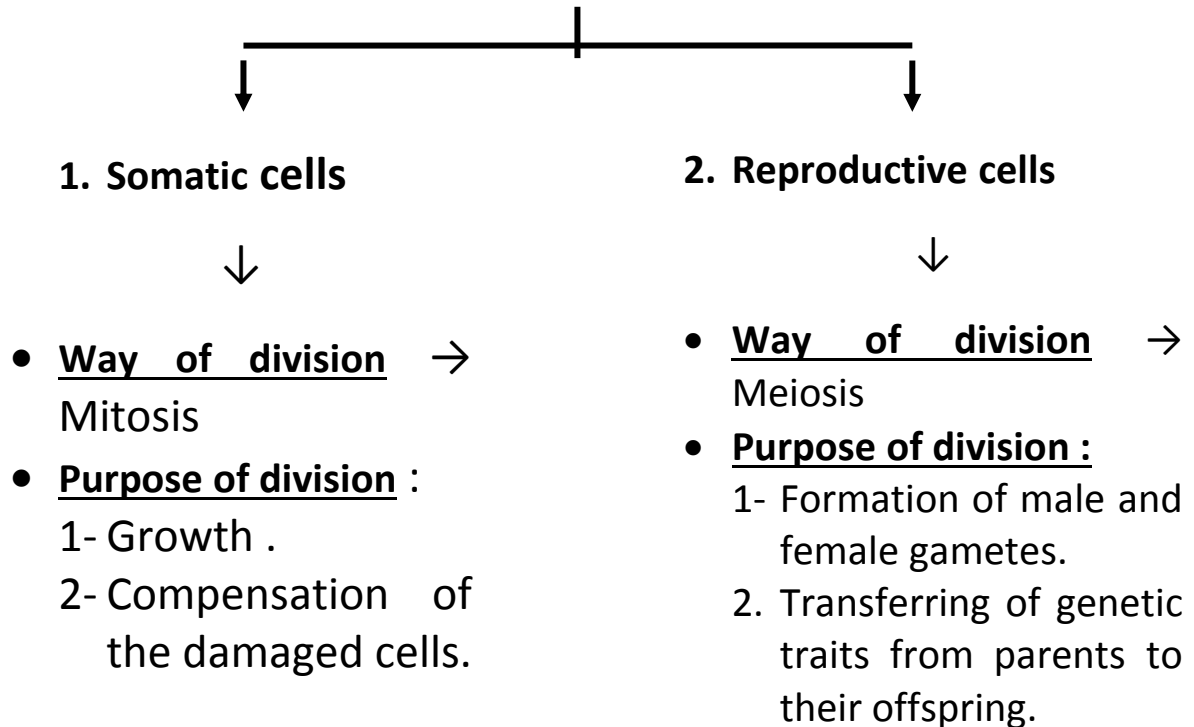 1. Somatic cells
↓
• Way of division →
Mitosis
• Purpose of division :
1- Growth .
2- Compensation of
the damaged cells.
2. Reproductive cells
↓
• Way of division →
Meiosis
• Purpose of division :
1- Formation of male and
female gametes.
2. Transferring of genetic
traits from parents to
their offspring.